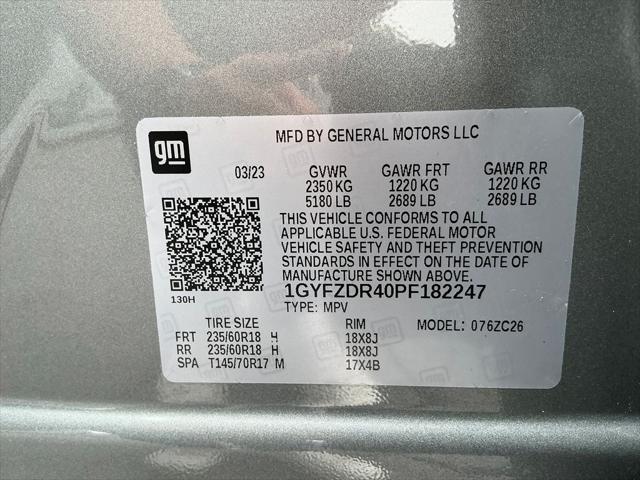 gm
MFD BY GENERAL MOTORS LLC
03/23 GVWR GAWR FRT GAWR RR
2350 KG 1220 KG 1220 KG
5180 LB 2689 LB 2689 LB
THIS VEHICLE CONFORMS TO ALL
APPLICABLE U.S. FEDERAL MOTOR
VEHICLE SAFETY AND THEFT PREVENTION
STANDARDS IN EFFECT ON THE DATE OF
MANUFACTURE SHOWN ABOVE.
130H
1GYFZDR40PF182247
TYPE: MPV
TIRE SIZE RIM MODEL: 076ZC26
FRT 235/60R18 H 18X8J
RR 235/60R18 H 18X8J
SPA T145/70R17 M 17X4B